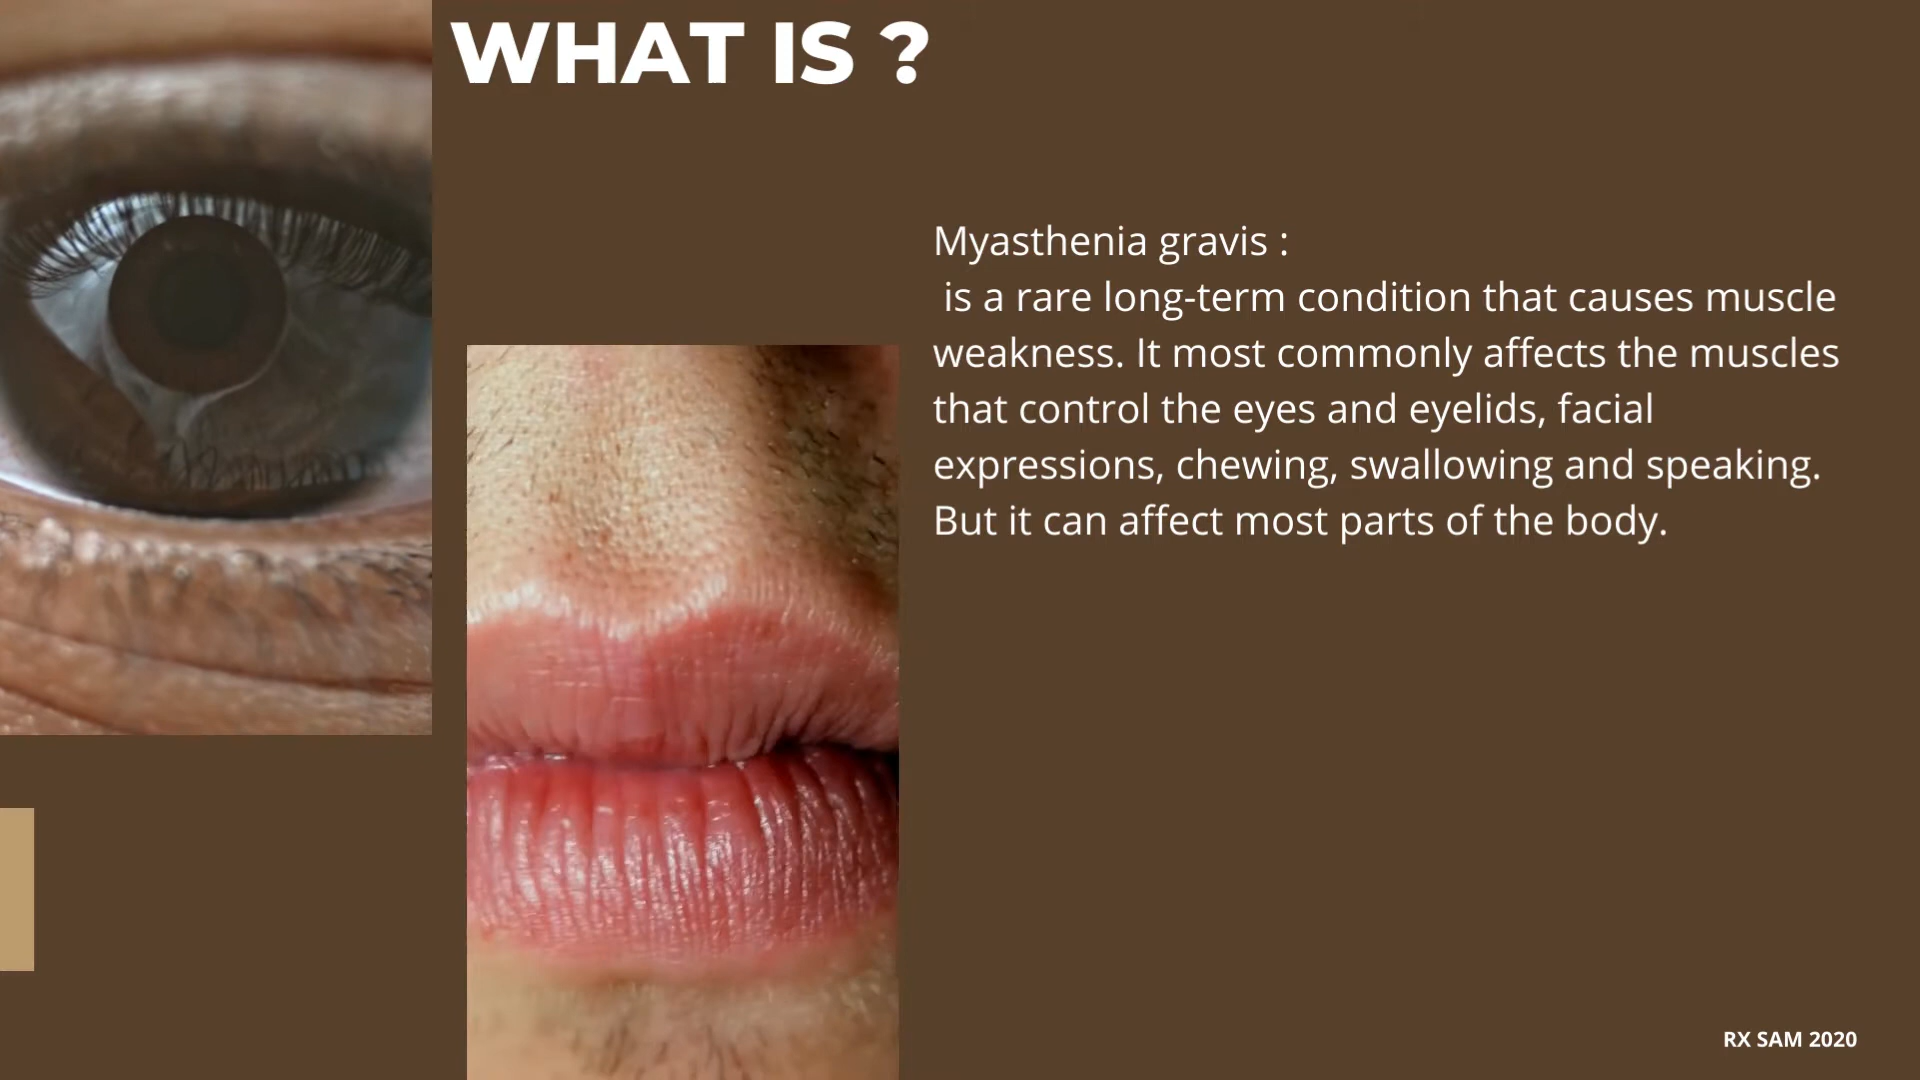 WHAT IS ?
Myasthenia gravis :
is a rare long-term condition that causes muscle
weakness. It most commonly affects the muscles
that control the eyes and eyelids, facial
expressions, chewing, swallowing and speaking.
But it can affect most parts of the body.
RX SAM 2020